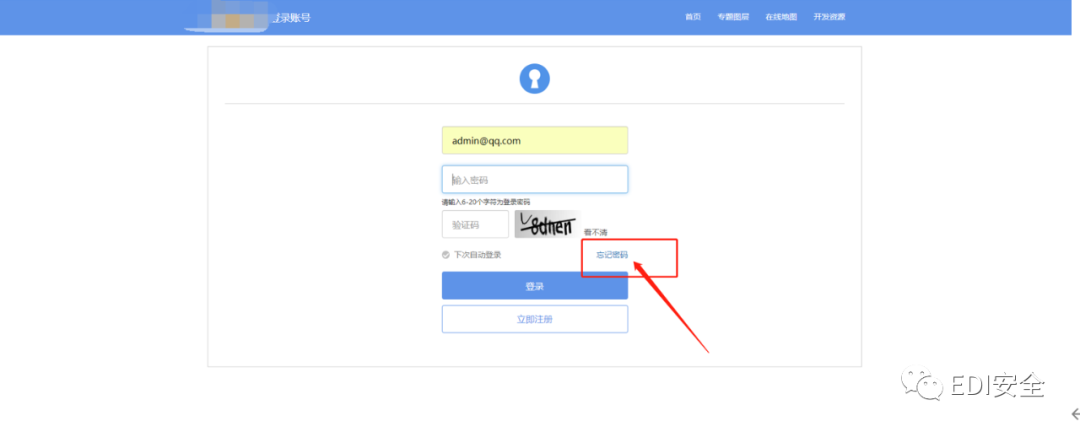 登录账号
首页 专题图层 在线地图 开发资源
admin@qq.com
输入密码
请输入6-20个字符为登录密码
验证码
看不清
下次自动登录 忘记密码
登录
立即注册
EDI安全